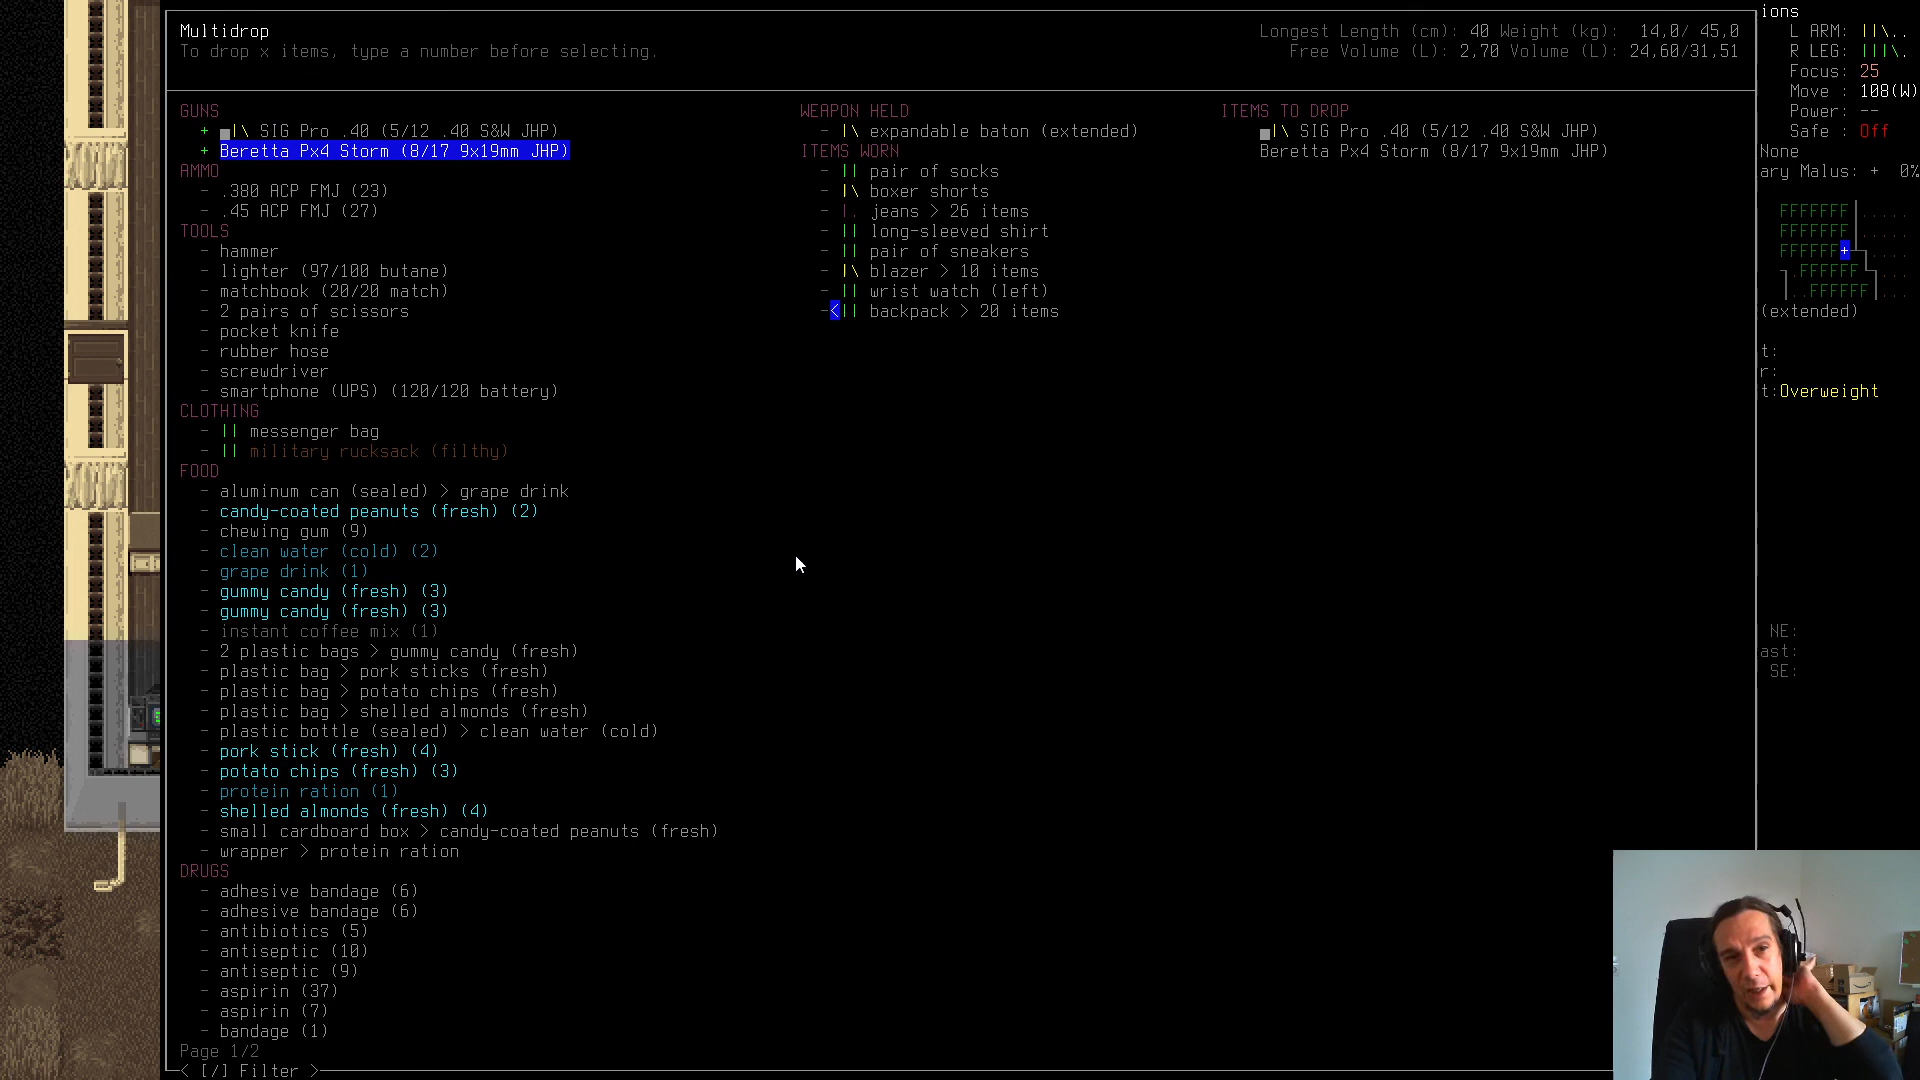 Multidrop
To drop x items, type a number before selecting.
Longest Length (cm): 40 Weight (kg): 14,0/ 45,0
Free Volume (L): 2,70 Volume (L): 24,60/31,51
GUNS
+ |\ SIG Pro .40 (5/12 .40 S&W JHP)
+ Beretta Px4 Storm (8/17 9x19mm JHP)
AMMO
- .380 ACP FMJ (23)
- .45 ACP FMJ (27)
TOOLS
- hammer
- lighter (97/100 butane)
- matchbook (20/20 match)
- 2 pairs of scissors
- pocket knife
- rubber hose
- screwdriver
- smartphone (UPS) (120/120 battery)
CLOTHING
- || messenger bag
- || military rucksack (filthy)
FOOD
- aluminum can (sealed) > grape drink
- candy-coated peanuts (fresh) (2)
- chewing gum (9)
- clean water (cold) (2)
- grape drink (1)
- gummy candy (fresh) (3)
- gummy candy (fresh) (3)
- instant coffee mix (1)
- 2 plastic bags > gummy candy (fresh)
- plastic bag > pork sticks (fresh)
- plastic bag > potato chips (fresh)
- plastic bag > shelled almonds (fresh)
- plastic bottle (sealed) > clean water (cold)
- pork stick (fresh) (4)
- potato chips (fresh) (3)
- protein ration (1)
- shelled almonds (fresh) (4)
- small cardboard box > candy-coated peanuts (fresh)
- wrapper > protein ration
DRUGS
- adhesive bandage (6)
- adhesive bandage (6)
- antibiotics (5)
- antiseptic (10)
- antiseptic (9)
- aspirin (37)
- aspirin (7)
- bandage (1)
Page 1/2
< [/] Filter >
WEAPON HELD
- |\ expandable baton (extended)
ITEMS WORN
- || pair of socks
- |\ boxer shorts
- |. jeans > 26 items
- || long-sleeved shirt
- || pair of sneakers
- |\ blazer > 10 items
- || wrist watch (left)
-<|| backpack > 20 items
ITEMS TO DROP
|\ SIG Pro .40 (5/12 .40 S&W JHP)
Beretta Px4 Storm (8/17 9x19mm JHP)
ions
L ARM: ||\..
R LEG: |||\.
Focus: 25
Move : 108(W)
Power: --
Safe : Off
None
ary Malus: + 0%
FFFFFFF
FFFFFFF
FFFFFF+
FFFFFF
FFFFFF
(extended)
t:
r:
t:Overweight
NE:
ast:
SE: